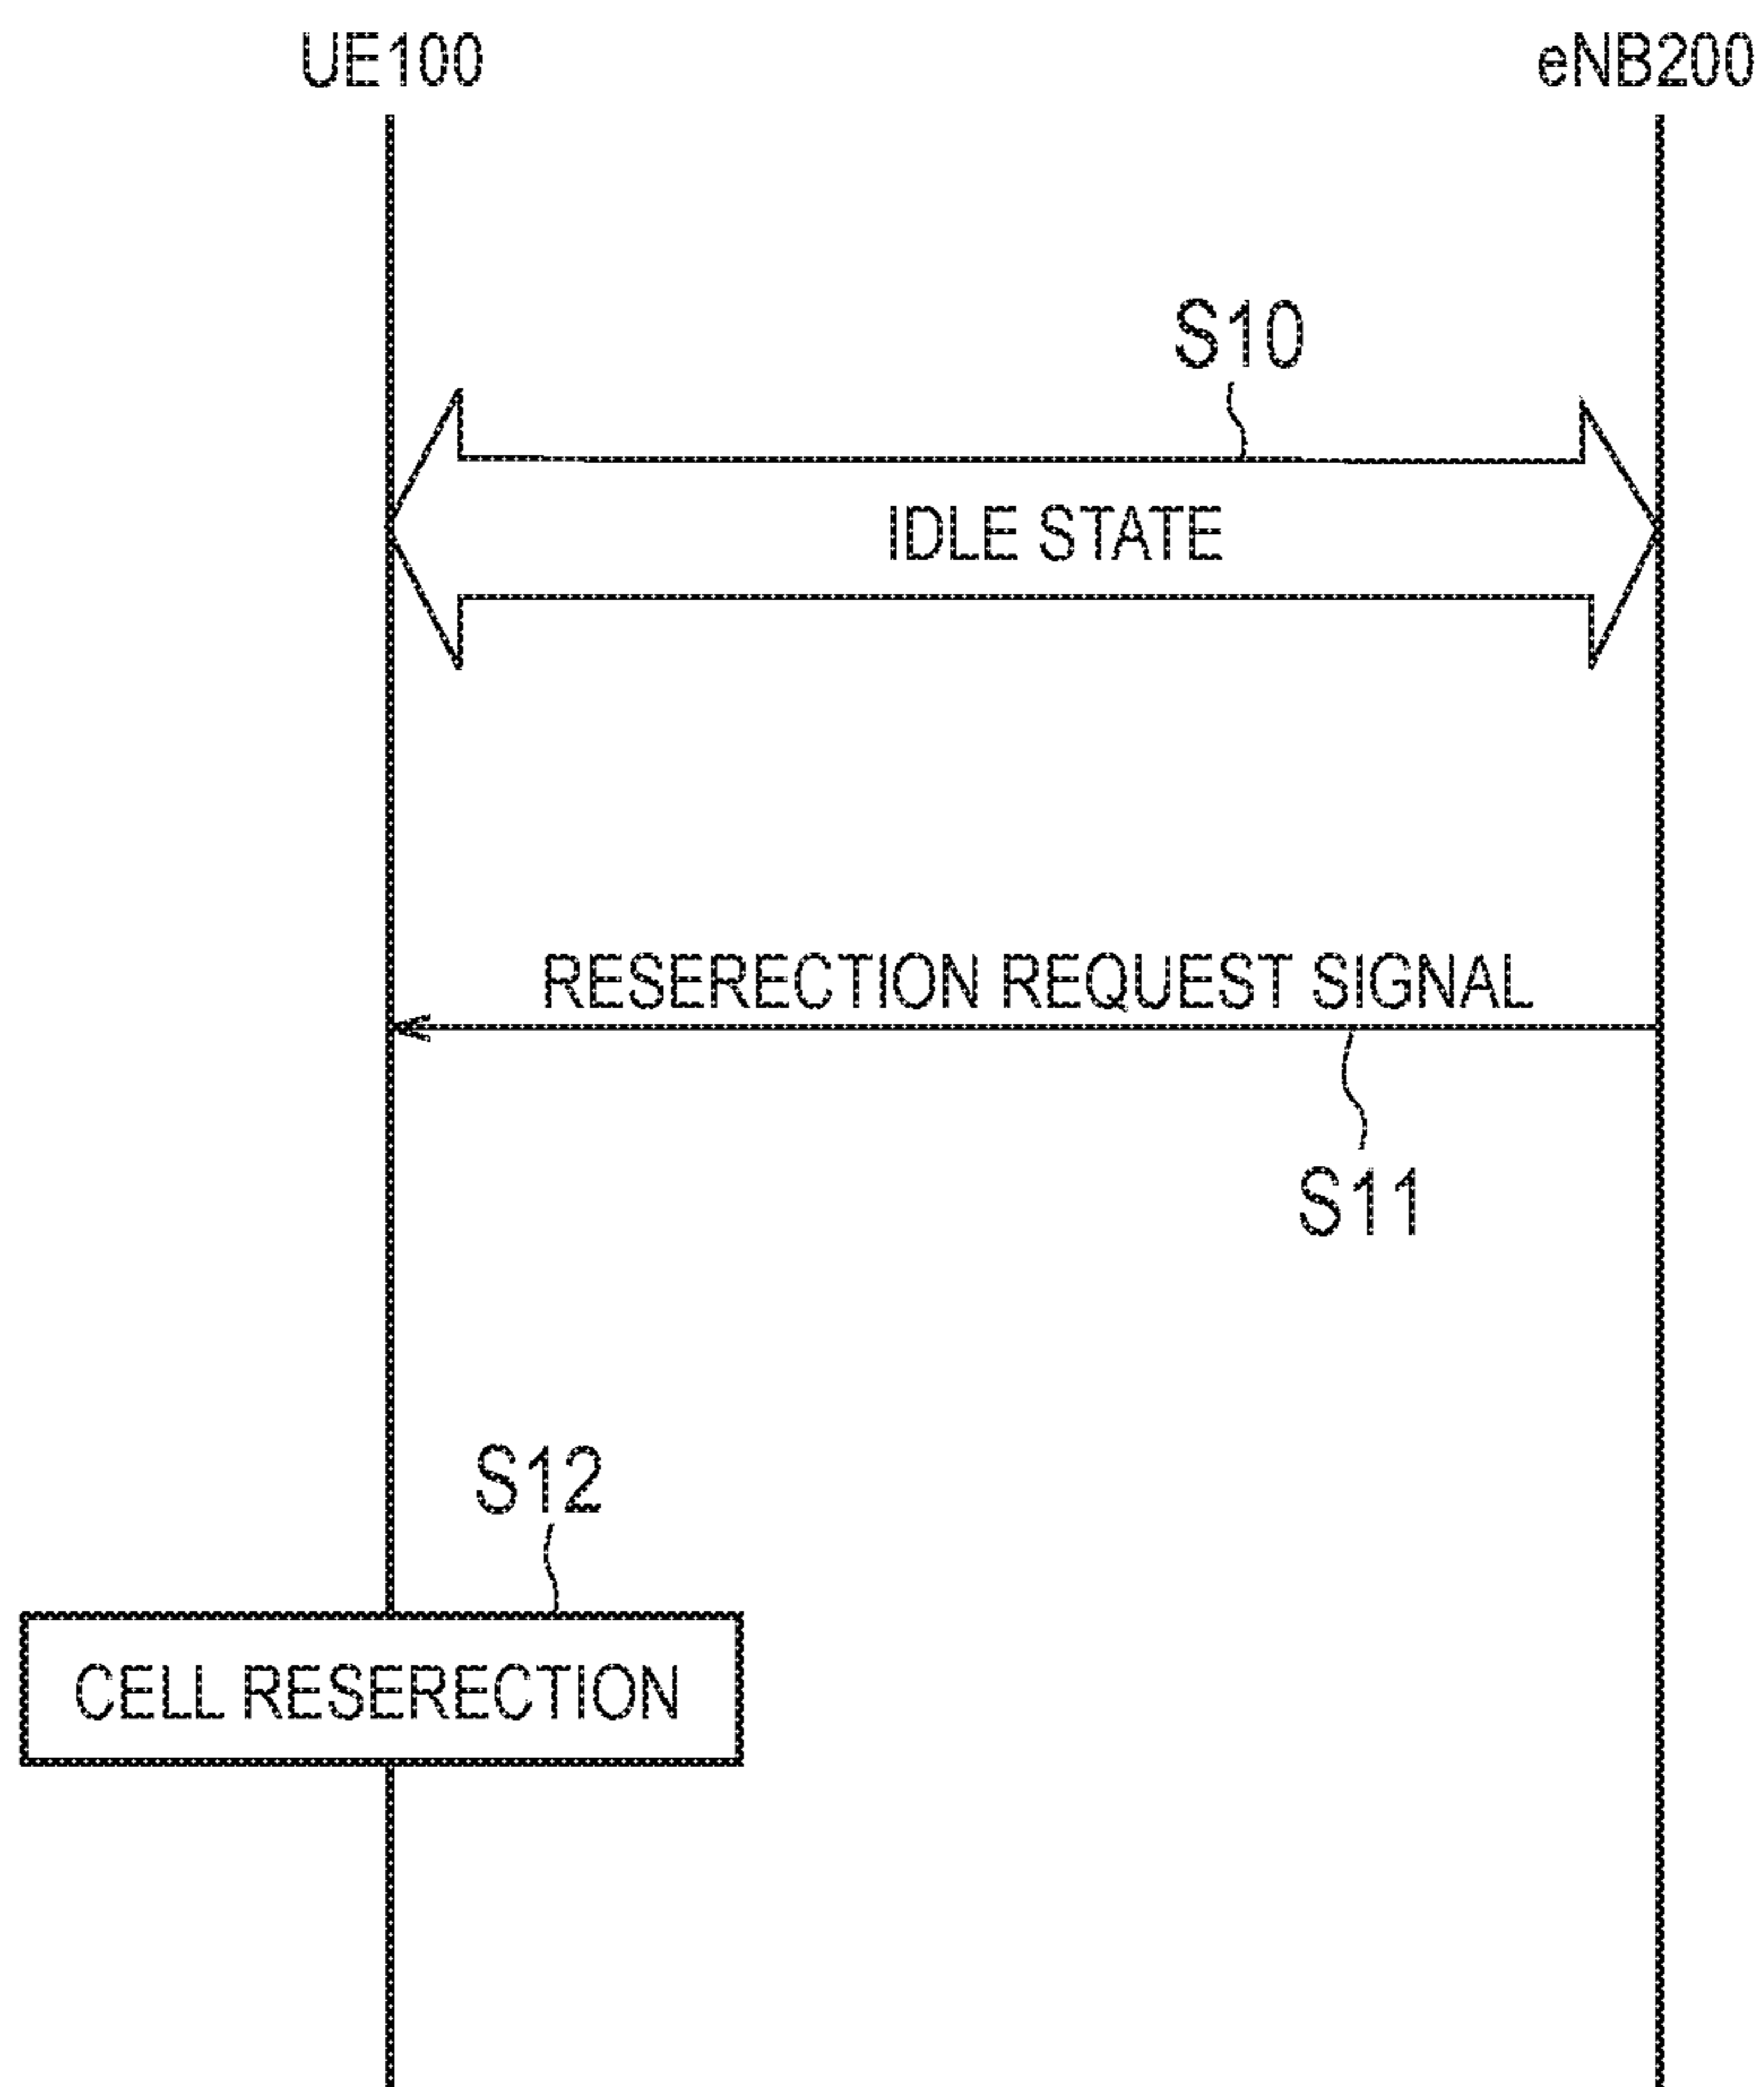 UE100
eNB200
S10
IDLE STATE
RESERECTION REQUEST SIGNAL
S11
S12
CELL RESERECTION